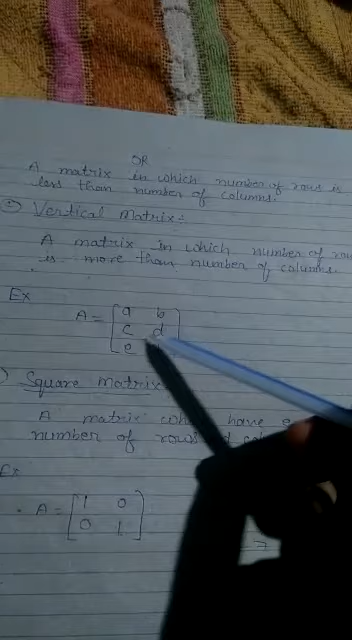 OR
A matrix in which number of rows is
less than number of columns.
Vertical Matrix:-
A matrix in which number of
is more than number of columns.
Ex
A = [ a b
c d
e
Square Matrix
A matrix have
number of rows
Ex
A = [ 1 0
0 1 ]